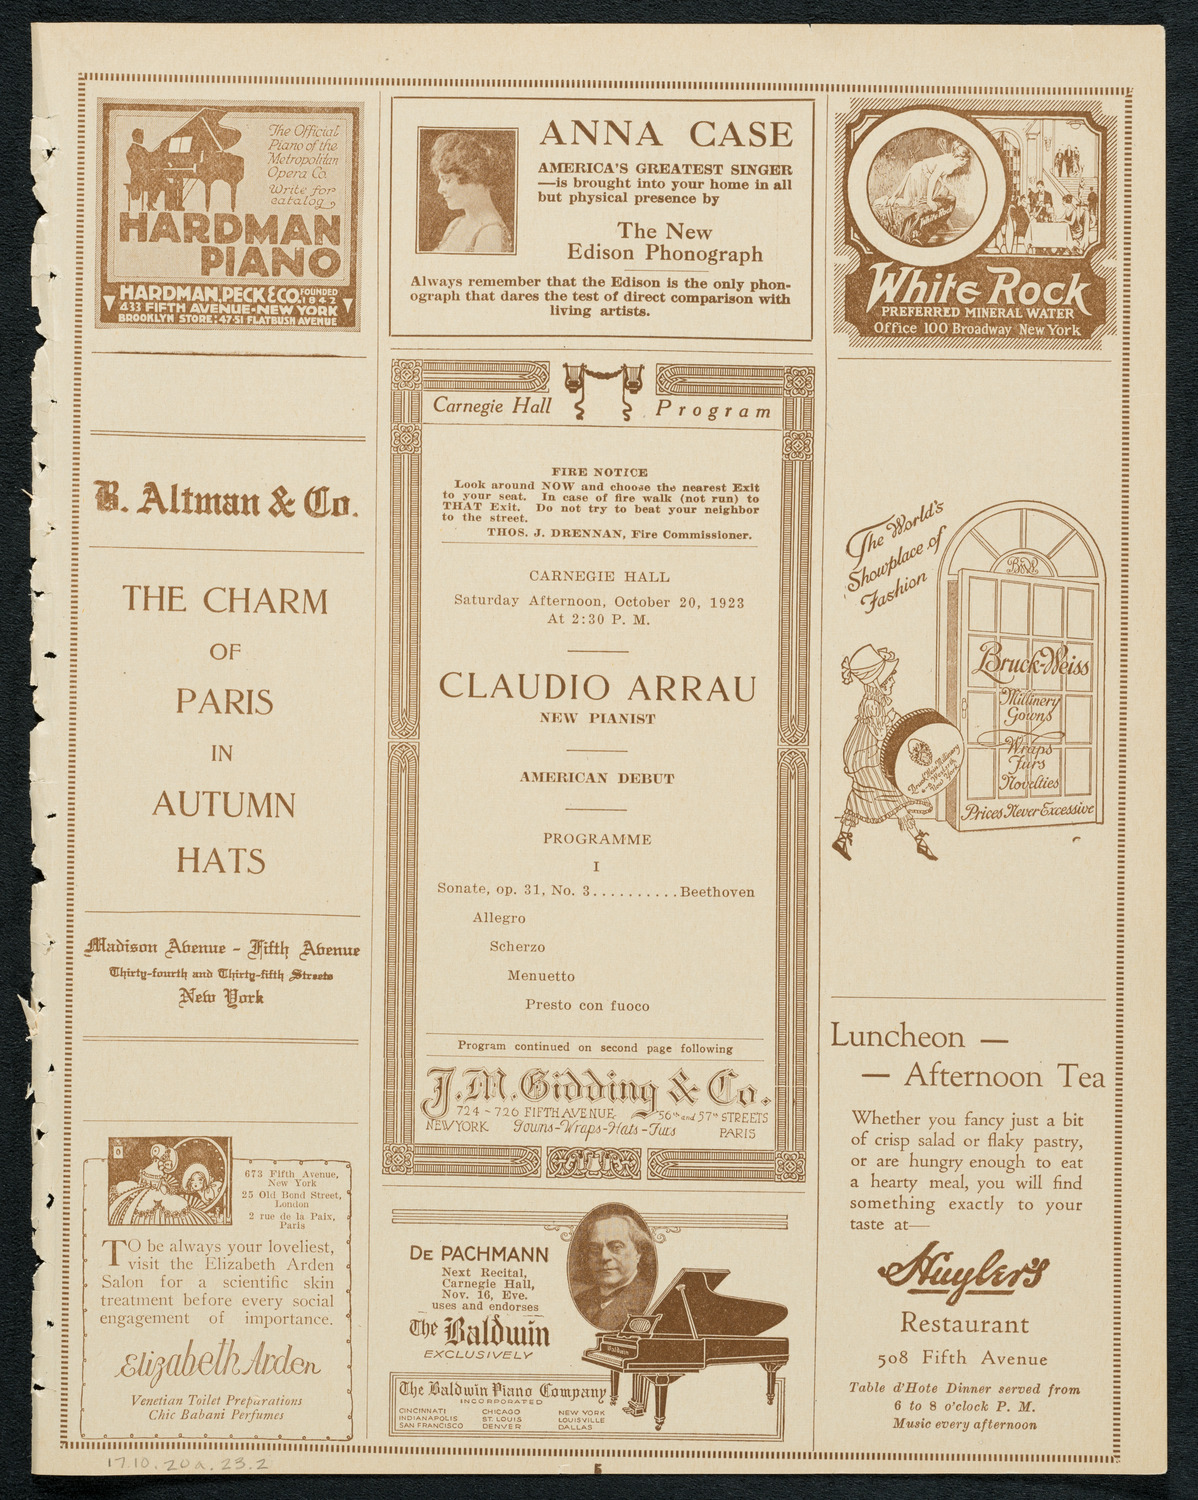 The Official
Piano of the
Metropolitan
Opera Co.
Write for
catalog
HARDMAN
PIANO
HARDMAN, PECK & CO. FOUNDED 1842
433 FIFTH AVENUE-NEW YORK
BROOKLYN STORE: 47-51 FLATBUSH AVENUE
B. Altman & Co.
THE CHARM
OF
PARIS
IN
AUTUMN
HATS
Madison Avenue - Fifth Avenue
Thirty-fourth and Thirty-fifth Streets
New York
673 Fifth Avenue,
New York
25 Old Bond Street,
London
2 rue de la Paix,
Paris
TO be always your loveliest,
visit the Elizabeth Arden
Salon for a scientific skin
treatment before every social
engagement of importance.
Elizabeth Arden
Venetian Toilet Preparations
Chic Babani Perfumes
ANNA CASE
AMERICA'S GREATEST SINGER
—is brought into your home in all
but physical presence by
The New
Edison Phonograph
Always remember that the Edison is the only phon-
ograph that dares the test of direct comparison with
living artists.
Carnegie Hall Program
FIRE NOTICE
Look around NOW and choose the nearest Exit
to your seat. In case of fire walk (not run) to
THAT Exit. Do not try to beat your neighbor
to the street.
THOS. J. DRENNAN, Fire Commissioner.
CARNEGIE HALL
Saturday Afternoon, October 20, 1923
At 2:30 P. M.
CLAUDIO ARRAU
NEW PIANIST
AMERICAN DEBUT
PROGRAMME
I
Sonate, op. 31, No. 3..........Beethoven
Allegro
Scherzo
Menuetto
Presto con fuoco
Program continued on second page following
J.M. Gidding & Co.
724 - 726 FIFTH AVENUE 56th and 57th STREETS
NEW YORK Gowns-Wraps-Hats-Furs PARIS
DE PACHMANN
Next Recital,
Carnegie Hall,
Nov. 16, Eve.
uses and endorses
The Baldwin
EXCLUSIVELY
Baldwin
The Baldwin Piano Company
INCORPORATED
CINCINNATI CHICAGO NEW YORK
INDIANAPOLIS ST. LOUIS LOUISVILLE
SAN FRANCISCO DENVER DALLAS
White Rock
PREFERRED MINERAL WATER
Office 100 Broadway New York
The World's
Showplace of
Fashion
B&W
Bruck-Weiss
Millinery
Gowns
Wraps
Furs
Novelties
Prices Never Excessive
Bruck-Weiss Millinery
New York
Luncheon —
— Afternoon Tea
Whether you fancy just a bit
of crisp salad or flaky pastry,
or are hungry enough to eat
a hearty meal, you will find
something exactly to your
taste at—
Huyler's
Restaurant
508 Fifth Avenue
Table d'Hote Dinner served from
6 to 8 o'clock P. M.
Music every afternoon
17.10.20a.23.2
5